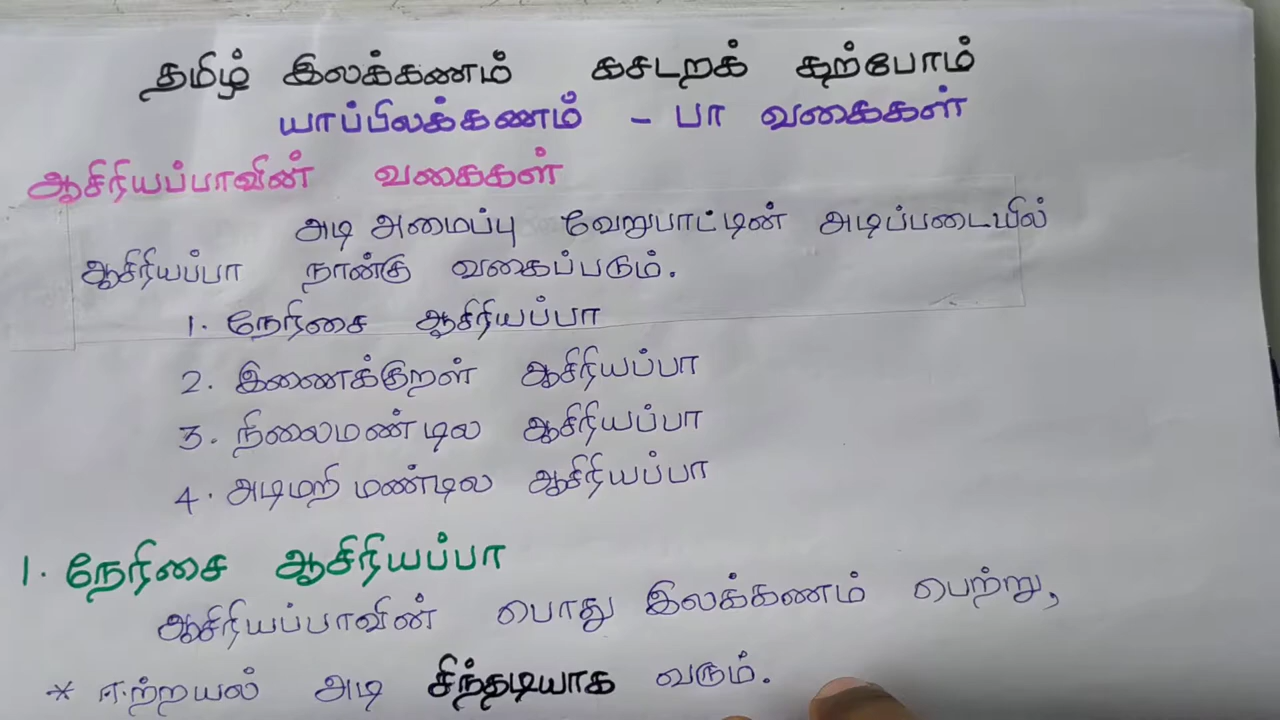 தமிழ் இலக்கணம் கசடறக் கற்போம்
யாப்பிலக்கணம் - பா வகைகள்
ஆசிரியப்பாவின் வகைகள்
அடி அமைப்பு வேறுபாட்டின் அடிப்படையில்
ஆசிரியப்பா நான்கு வகைப்படும்.
1. நேரிசை ஆசிரியப்பா
2. இணைக்குறள் ஆசிரியப்பா
3. நிலைமண்டில ஆசிரியப்பா
4. அடிமறி மண்டில ஆசிரியப்பா
1. நேரிசை ஆசிரியப்பா
ஆசிரியப்பாவின் பொது இலக்கணம் பெற்று,
* ஈற்றயல் அடி சிந்தடியாக வரும்.